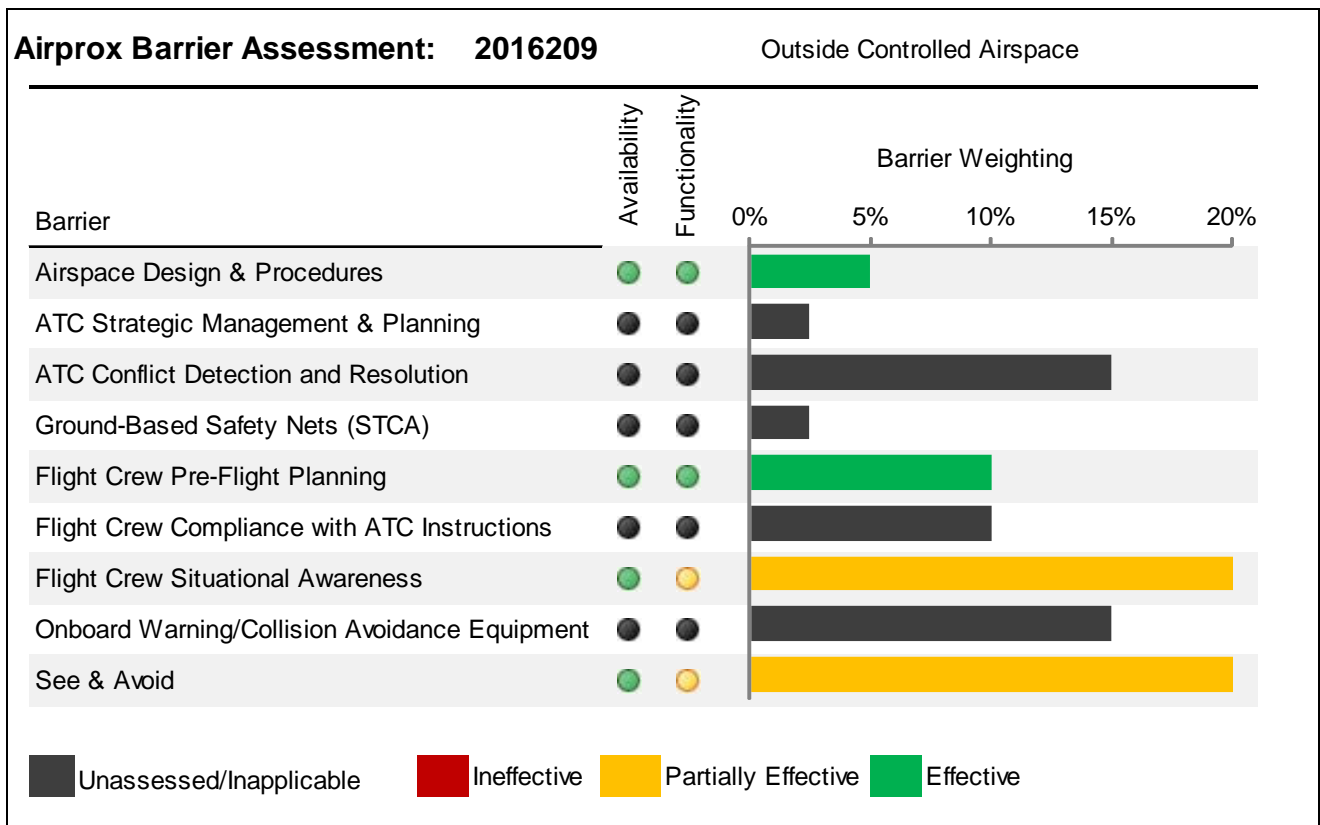 Airprox Barrier Assessment: 2016209 Outside Controlled Airspace
Availability
Functionality
Barrier Weighting
Barrier
0% 5% 10% 15% 20%
Airspace Design & Procedures
ATC Strategic Management & Planning
ATC Conflict Detection and Resolution
Ground-Based Safety Nets (STCA)
Flight Crew Pre-Flight Planning
Flight Crew Compliance with ATC Instructions
Flight Crew Situational Awareness
Onboard Warning/Collision Avoidance Equipment
See & Avoid
Unassessed/Inapplicable Ineffective Partially Effective Effective